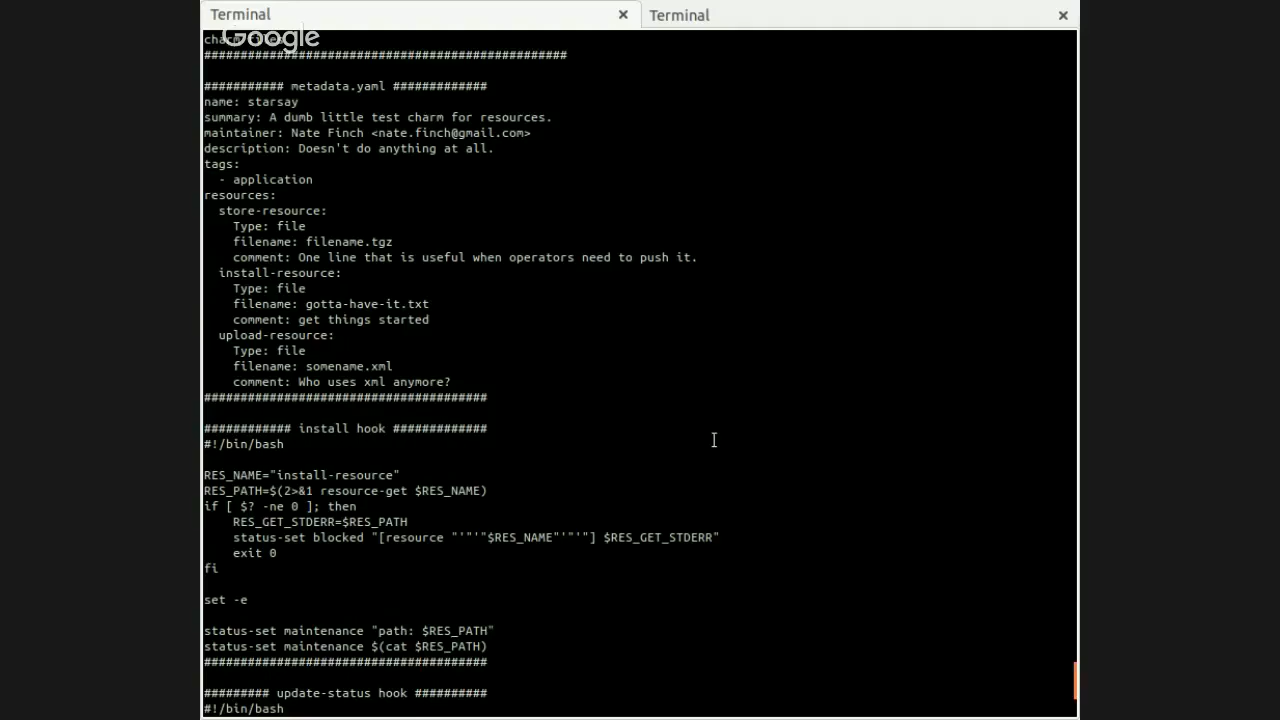 Terminal
Terminal
Google
charm files
##################################################
########### metadata.yaml #############
name: starsay
summary: A dumb little test charm for resources.
maintainer: Nate Finch <nate.finch@gmail.com>
description: Doesn't do anything at all.
tags:
- application
resources:
store-resource:
Type: file
filename: filename.tgz
comment: One line that is useful when operators need to push it.
install-resource:
Type: file
filename: gotta-have-it.txt
comment: get things started
upload-resource:
Type: file
filename: somename.xml
comment: Who uses xml anymore?
#######################################
############ install hook #############
#!/bin/bash
RES_NAME="install-resource"
RES_PATH=$(2>&1 resource-get $RES_NAME)
if [ $? -ne 0 ]; then
RES_GET_STDERR=$RES_PATH
status-set blocked "[resource "'"'"$RES_NAME"'"'"] $RES_GET_STDERR"
exit 0
fi
set -e
status-set maintenance "path: $RES_PATH"
status-set maintenance $(cat $RES_PATH)
#######################################
######### update-status hook ##########
#!/bin/bash